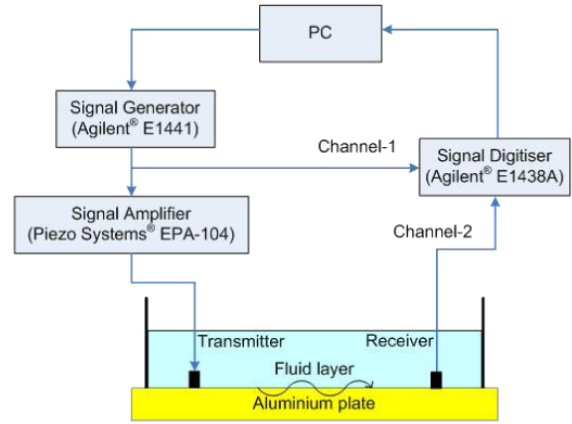 PC
Signal Generator
(Agilent® E1441)
Channel-1
Signal Digitiser
(Agilent® E1438A)
Signal Amplifier
(Piezo Systems® EPA-104)
Channel-2
Transmitter
Receiver
Fluid layer
Aluminium plate